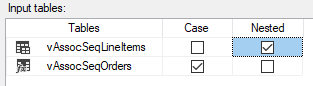 Input tables:
Tables Case Nested
vAssocSeqLineItems
vAssocSeqOrders